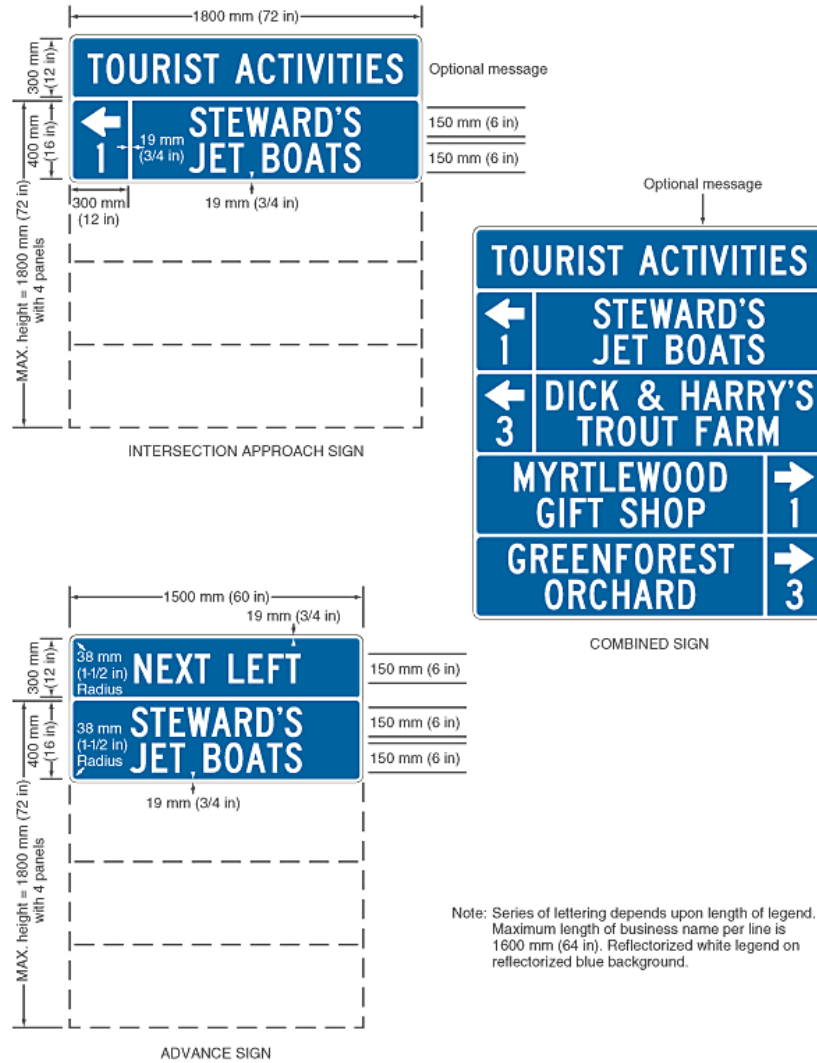 1800 mm (72 in)
300 mm
(12 in)
TOURIST ACTIVITIES
Optional message
400 mm
(16 in)
1
19 mm
(3/4 in)
STEWARD'S
JET BOATS
150 mm (6 in)
150 mm (6 in)
300 mm
(12 in)
19 mm (3/4 in)
MAX. height = 1800 mm (72 in)
with 4 panels
INTERSECTION APPROACH SIGN
Optional message
TOURIST ACTIVITIES
1
STEWARD'S
JET BOATS
3
DICK & HARRY'S
TROUT FARM
MYRTLEWOOD
GIFT SHOP
1
GREENFOREST
ORCHARD
3
COMBINED SIGN
1500 mm (60 in)
19 mm (3/4 in)
300 mm
(12 in)
38 mm
(1-1/2 in)
Radius
NEXT LEFT
150 mm (6 in)
400 mm
(16 in)
38 mm
(1-1/2 in)
Radius
STEWARD'S
JET BOATS
150 mm (6 in)
150 mm (6 in)
19 mm (3/4 in)
MAX. height = 1800 mm (72 in)
with 4 panels
ADVANCE SIGN
Note: Series of lettering depends upon length of legend.
Maximum length of business name per line is
1600 mm (64 in). Reflectorized white legend on
reflectorized blue background.